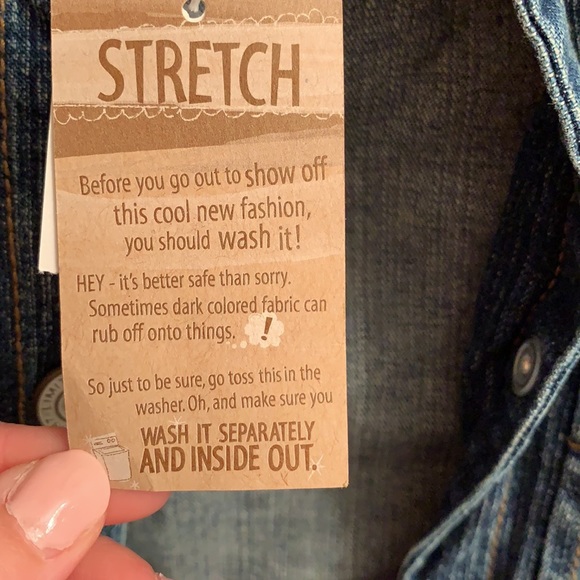 STRETCH
Before you go out to show off
this cool new fashion,
you should wash it!
HEY - it's better safe than sorry.
Sometimes dark colored fabric can
rub off onto things. !
So just to be sure, go toss this in the
washer. Oh, and make sure you
WASH IT SEPARATELY
AND INSIDE OUT.